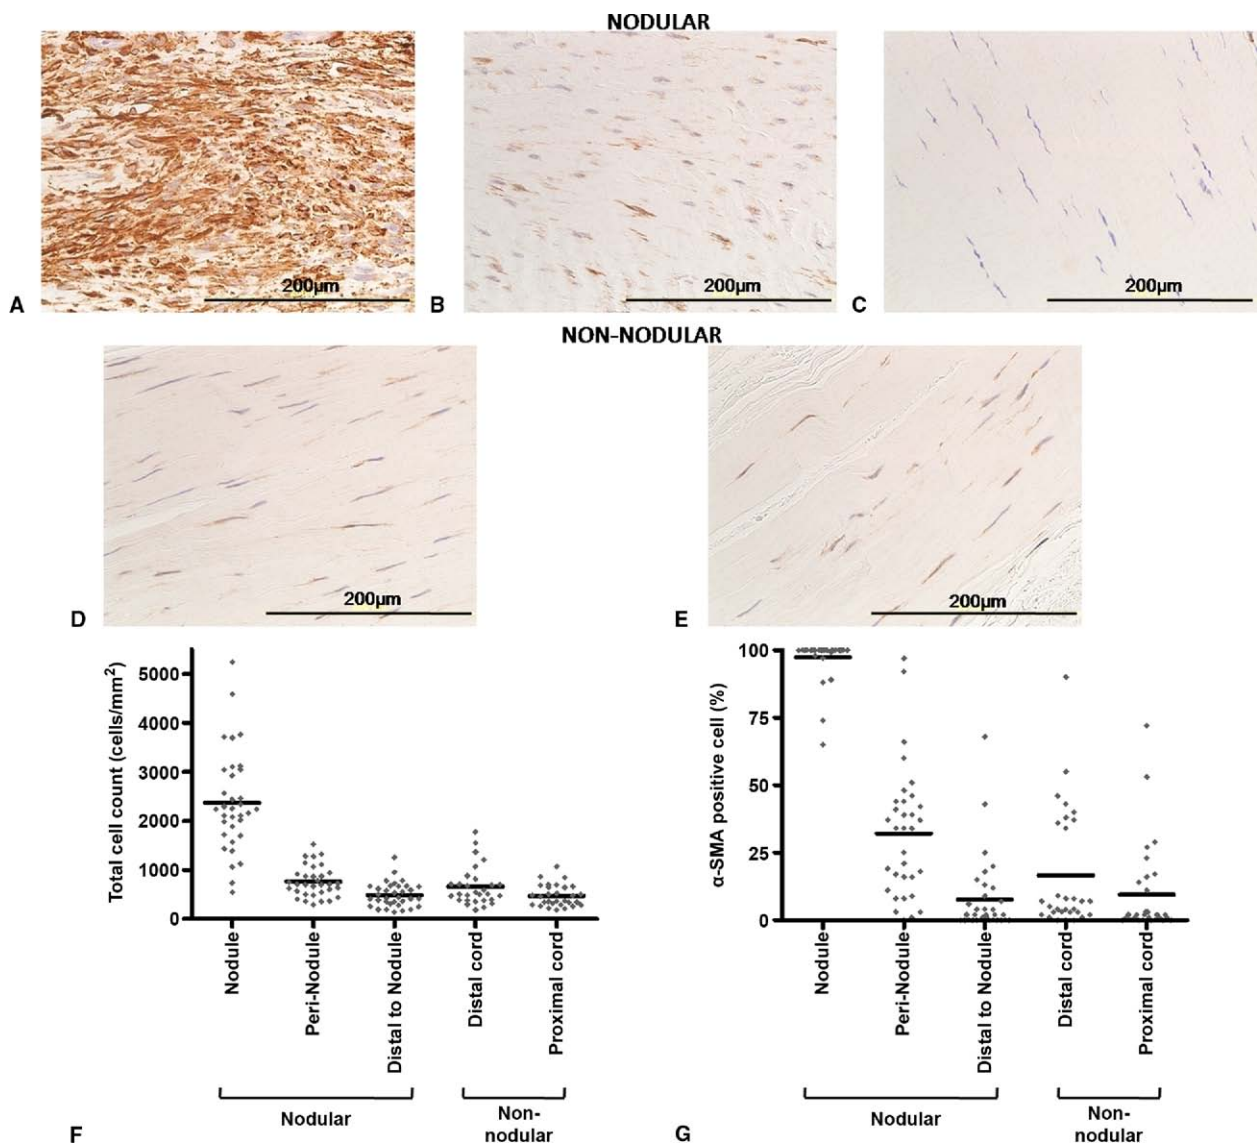 NODULAR
200µm
200µm
200µm
A
B
C
NON-NODULAR
200µm
200µm
D
E
Total cell count (cells/mm²)
5000
4000
3000
2000
1000
0
Nodule
Peri-Nodule
Distal to Nodule
Distal cord
Proximal cord
Nodular
Non-
nodular
F
α-SMA positive cell (%)
100
75
50
25
0
Nodule
Peri-Nodule
Distal to Nodule
Distal cord
Proximal cord
Nodular
Non-
nodular
G